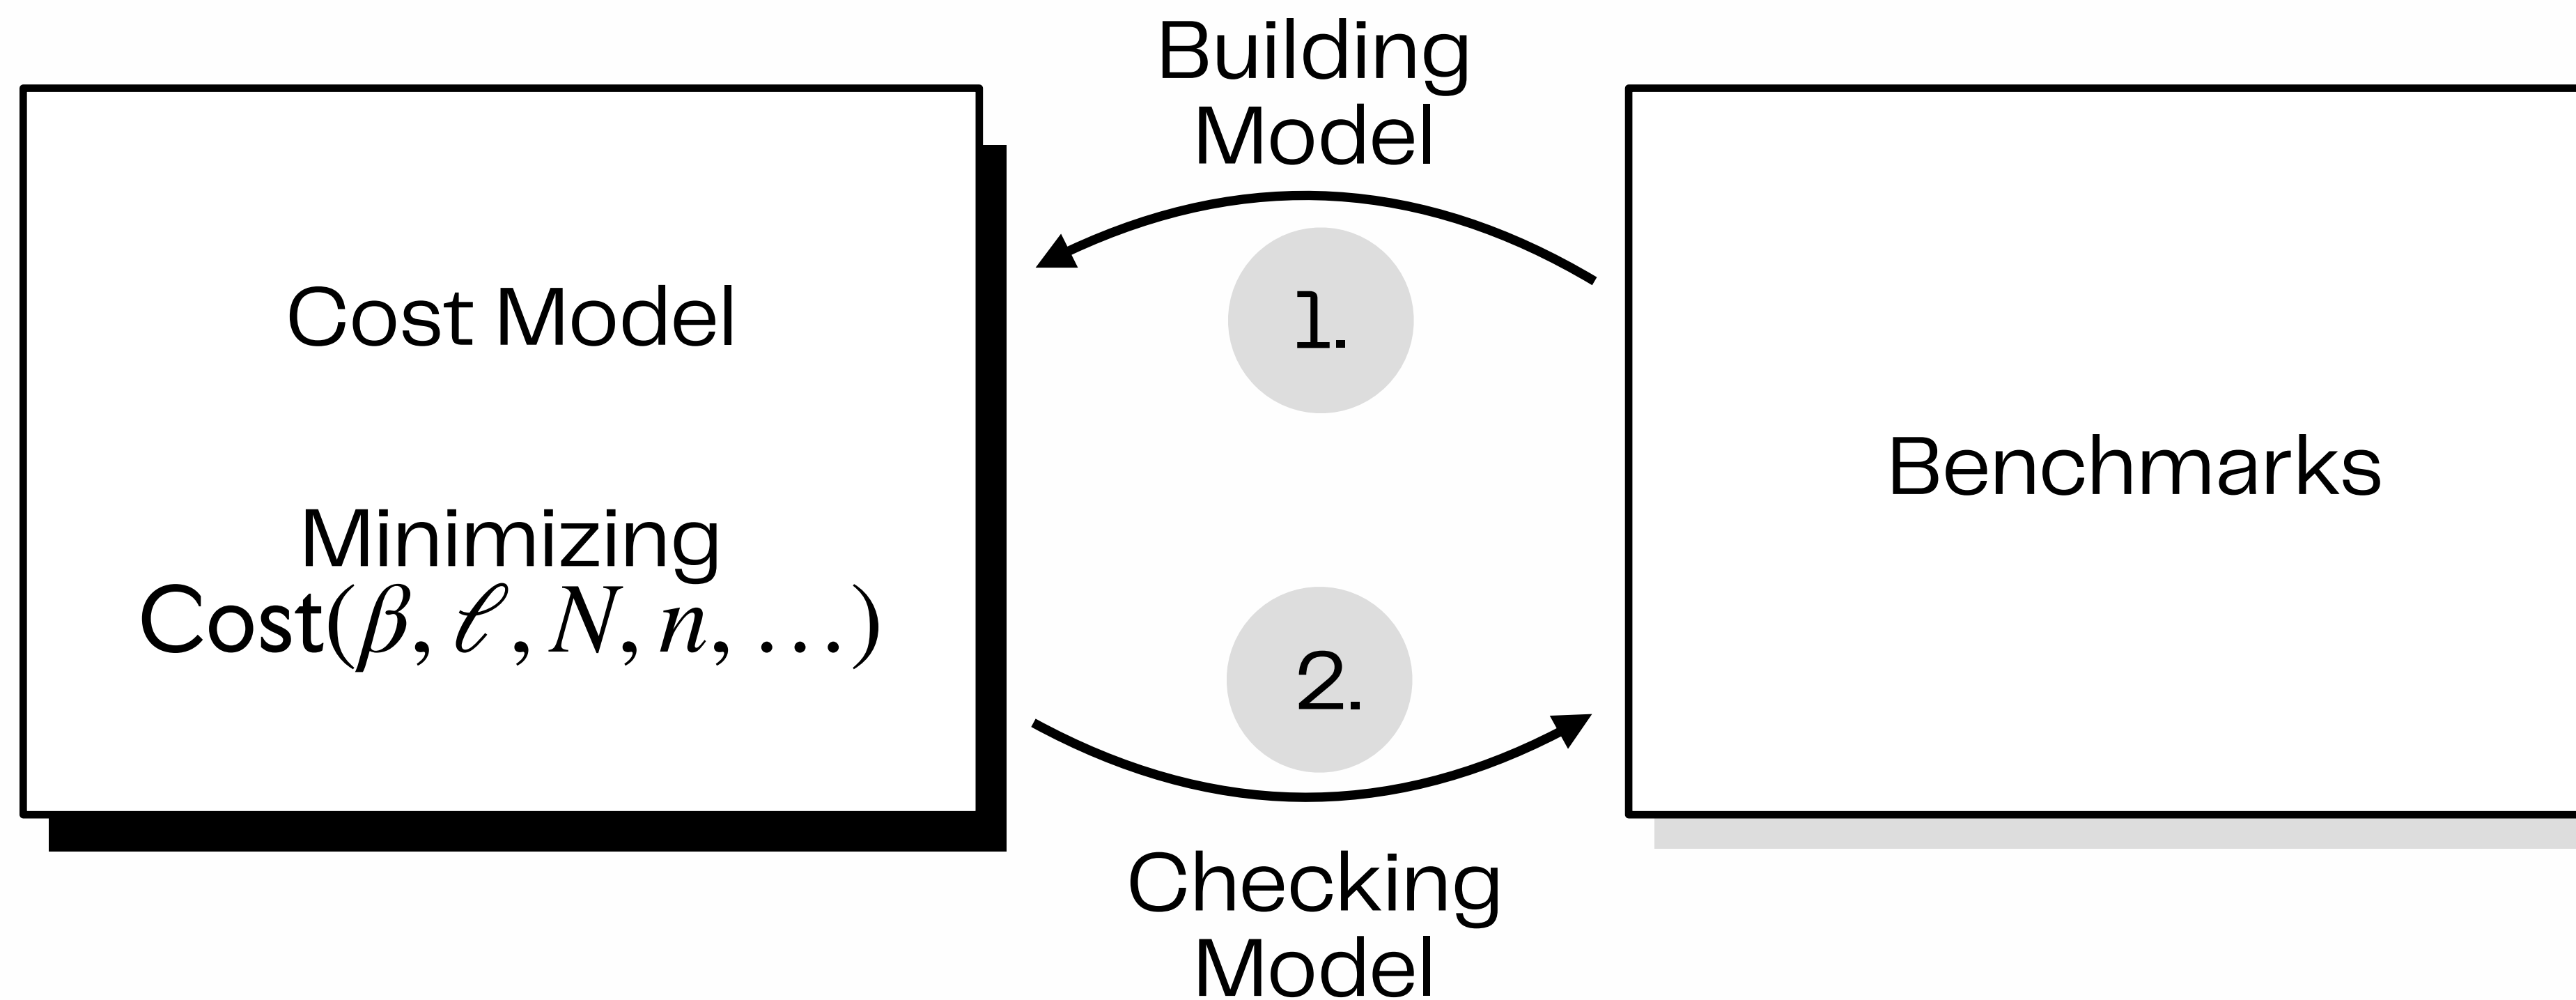 Building
Model
Cost Model
1.
Benchmarks
Minimizing
Cost(β, ℓ, N, n, …)
2.
Checking
Model